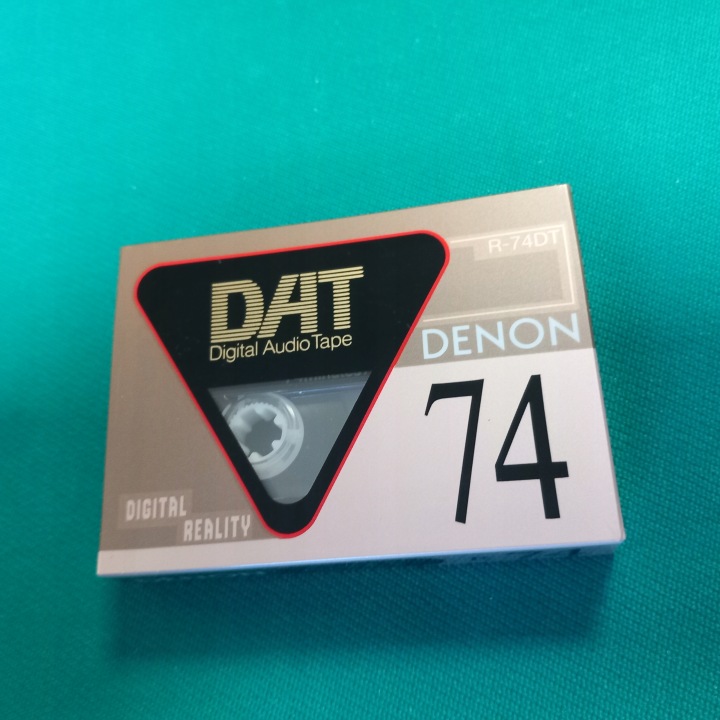 R-74DT
DAT
Digital Audio Tape
DENON
74
DIGITAL
REALITY